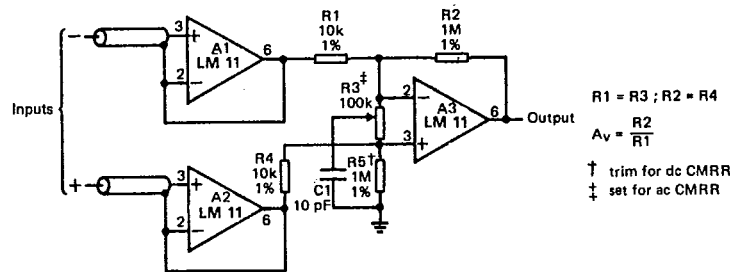 Inputs
−
+
3
+
A1
LM 11
2
−
6
R1
10k
1%
R2
1M
1%
R3‡
100k
2
−
A3
LM 11
3
+
6
Output
3
+
A2
LM 11
2
−
6
R4
10k
1%
C1
10 pF
R5†
1M
1%
R1 = R3 ; R2 = R4
Av = R2
R1
† trim for dc CMRR
‡ set for ac CMRR